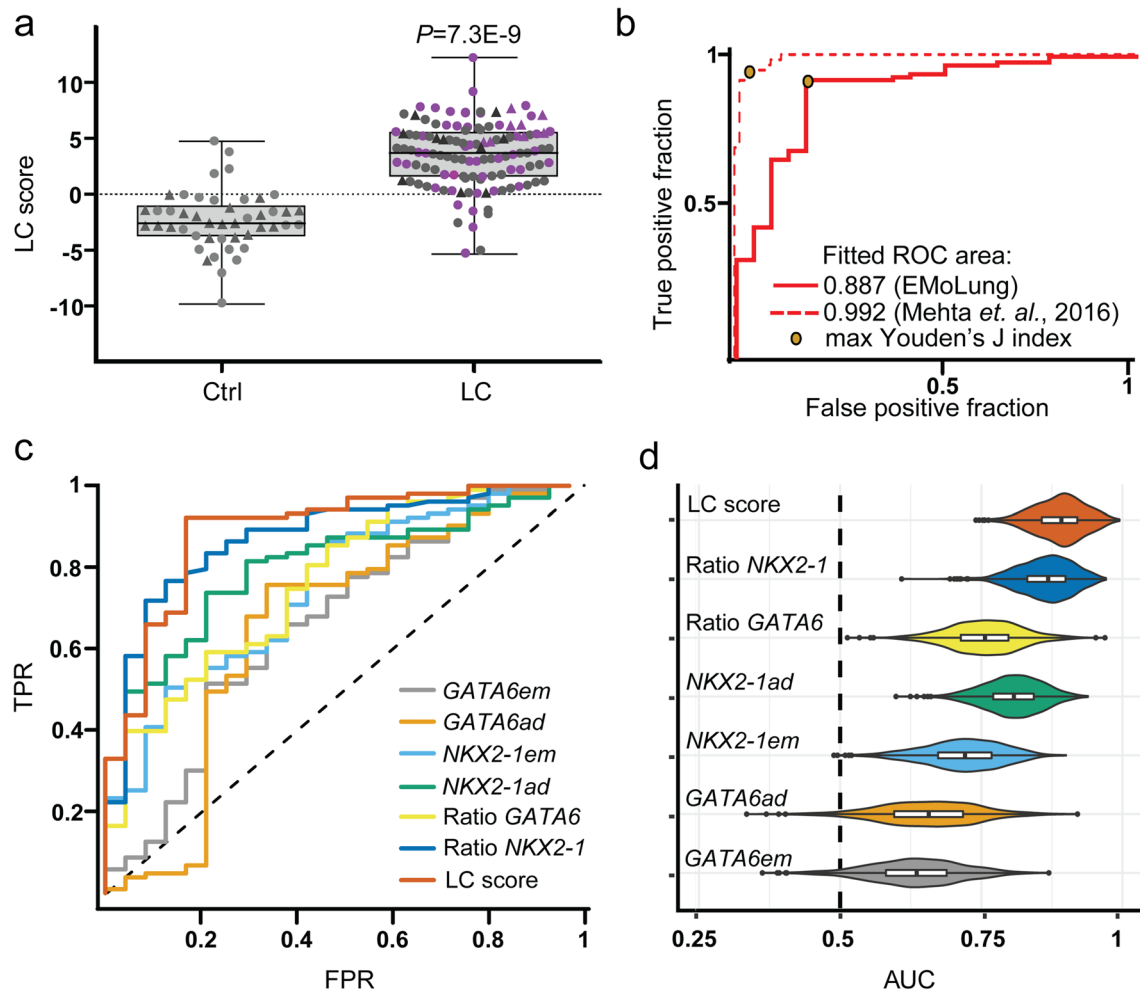 a
P=7.3E-9
LC score
10
5
0
-5
-10
Ctrl
LC
b
True positive fraction
1
0.5
Fitted ROC area:
0.887 (EMoLung)
0.992 (Mehta et. al., 2016)
max Youden's J index
0.5
1
False positive fraction
c
TPR
1
0.8
0.6
0.4
0.2
GATA6em
GATA6ad
NKX2-1em
NKX2-1ad
Ratio GATA6
Ratio NKX2-1
LC score
0.2
0.4
0.6
0.8
1
FPR
d
LC score
Ratio NKX2-1
Ratio GATA6
NKX2-1ad
NKX2-1em
GATA6ad
GATA6em
0.25
0.5
0.75
1
AUC